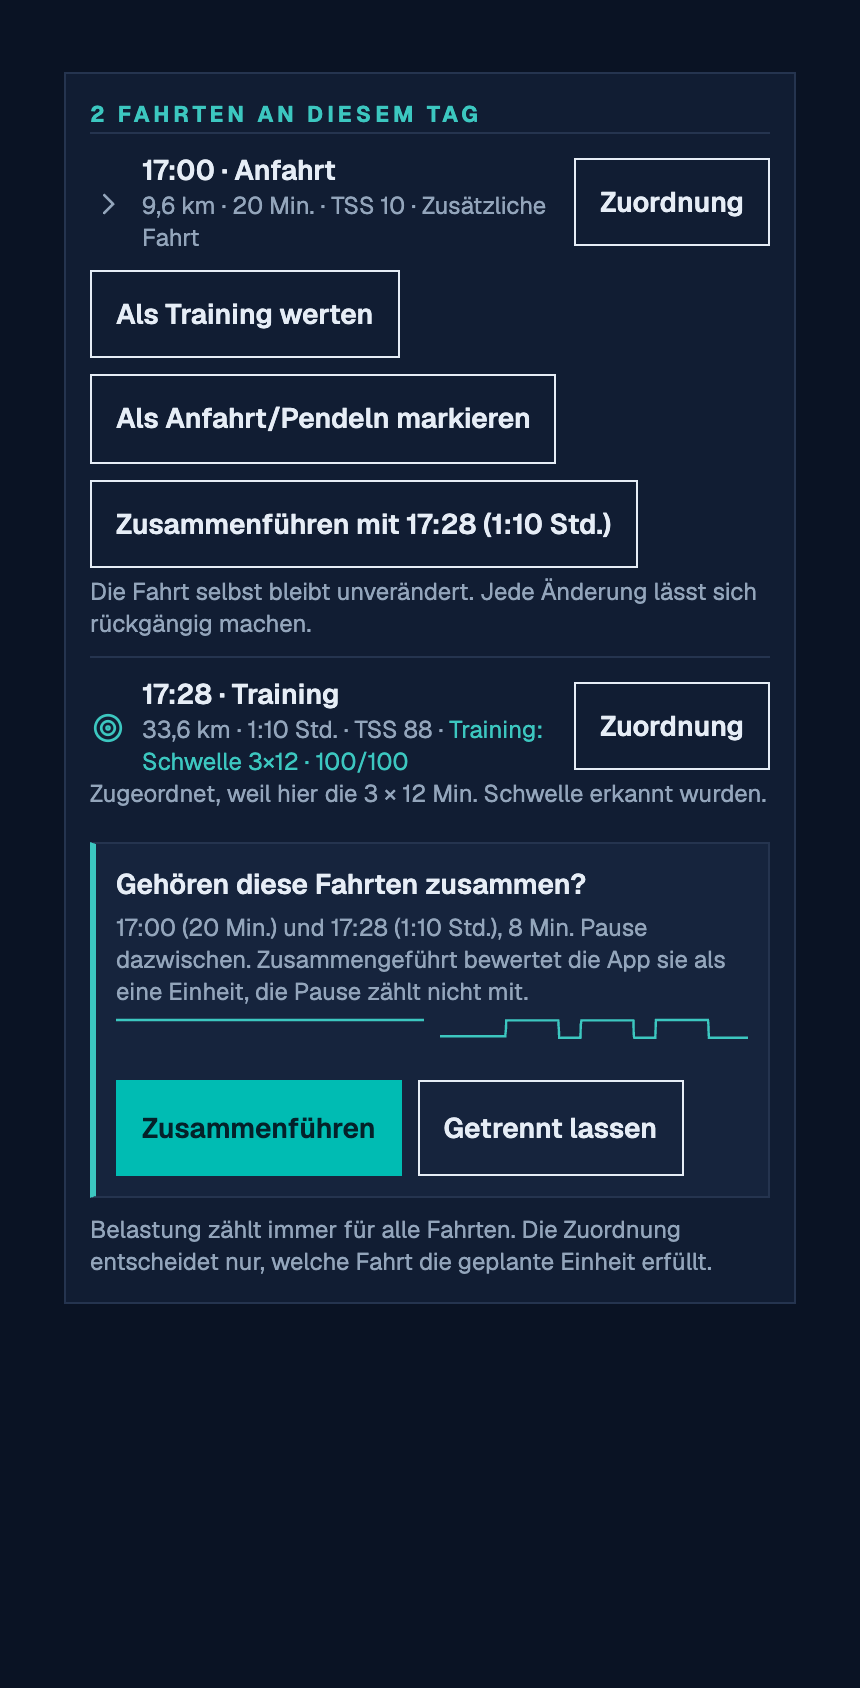 2 FAHRTEN AN DIESEM TAG
17:00 · Anfahrt
9,6 km · 20 Min. · TSS 10 · Zusätzliche
Fahrt
Zuordnung
Als Training werten
Als Anfahrt/Pendeln markieren
Zusammenführen mit 17:28 (1:10 Std.)
Die Fahrt selbst bleibt unverändert. Jede Änderung lässt sich
rückgängig machen.
17:28 · Training
33,6 km · 1:10 Std. · TSS 88 · Training:
Schwelle 3×12 · 100/100
Zuordnung
Zugeordnet, weil hier die 3 × 12 Min. Schwelle erkannt wurden.
Gehören diese Fahrten zusammen?
17:00 (20 Min.) und 17:28 (1:10 Std.), 8 Min. Pause
dazwischen. Zusammengeführt bewertet die App sie als
eine Einheit, die Pause zählt nicht mit.
Zusammenführen
Getrennt lassen
Belastung zählt immer für alle Fahrten. Die Zuordnung
entscheidet nur, welche Fahrt die geplante Einheit erfüllt.